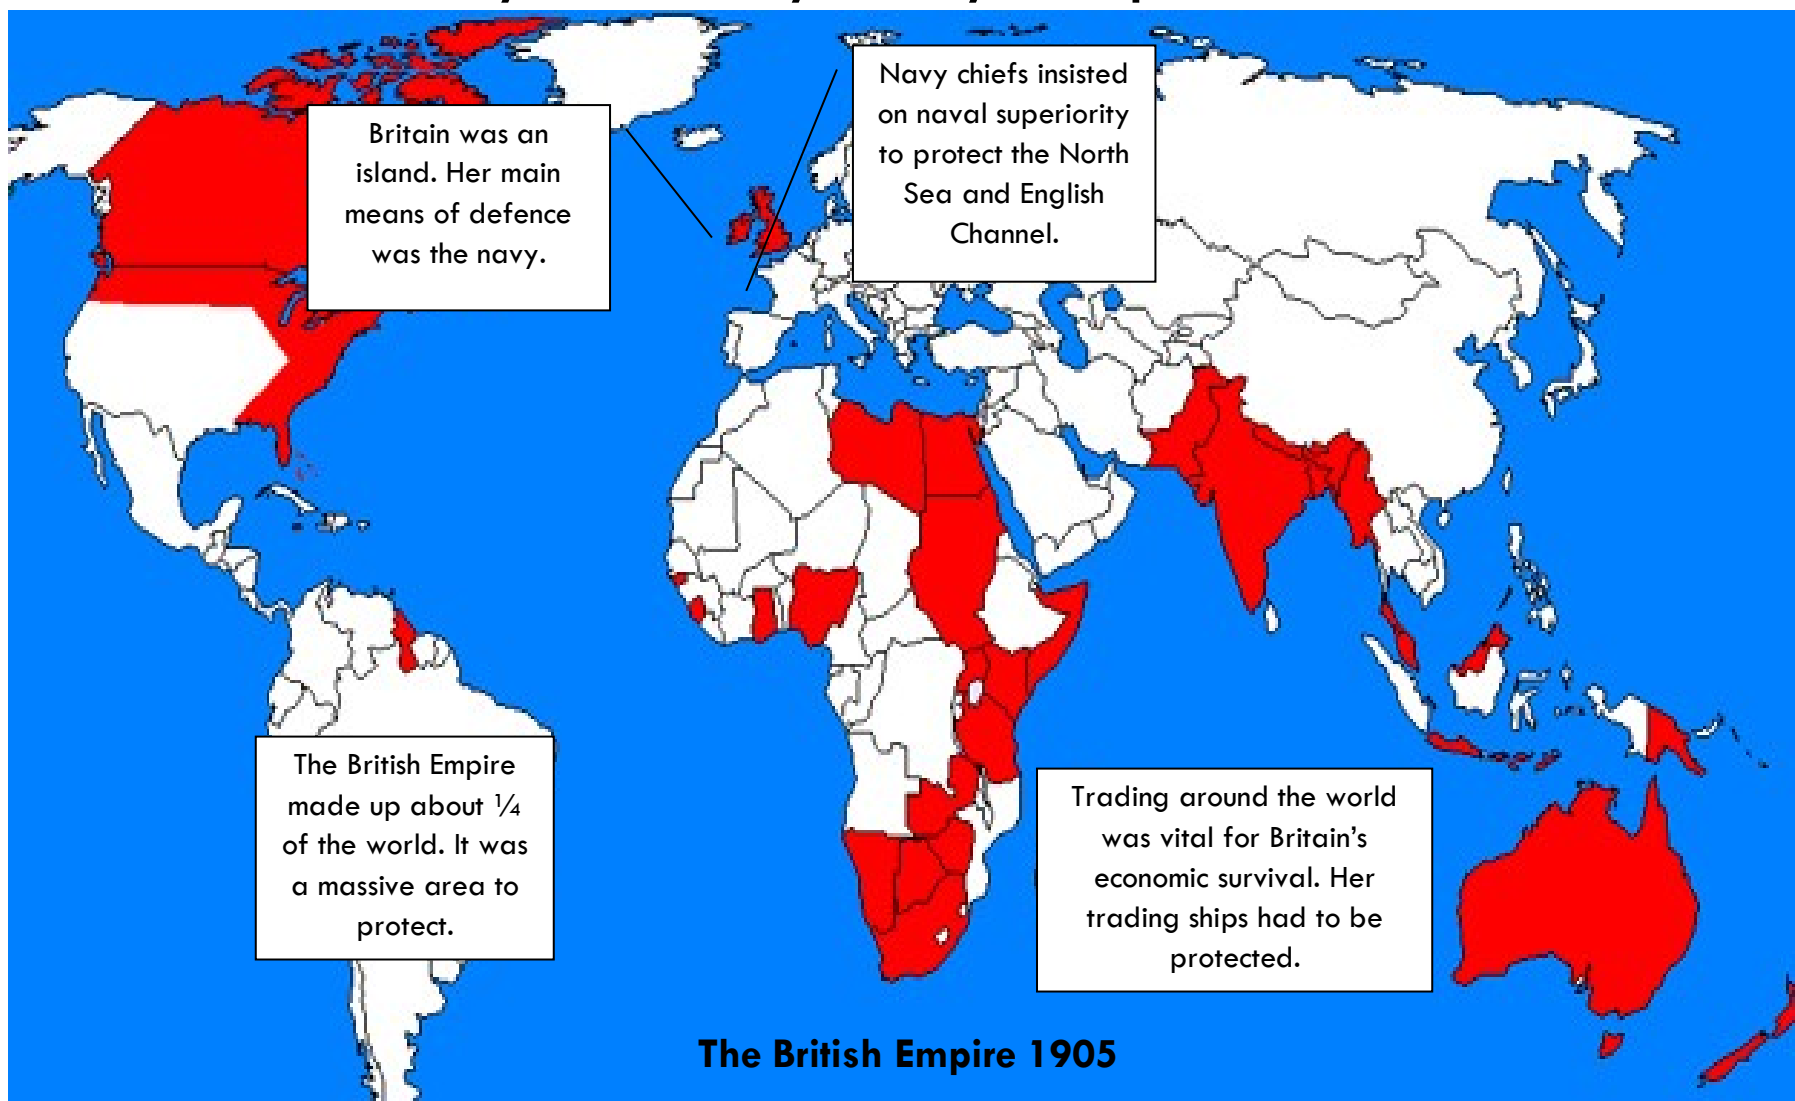 Britain was an
island. Her main
means of defence
was the navy.
Navy chiefs insisted
on naval superiority
to protect the North
Sea and English
Channel.
The British Empire
made up about ¼
of the world. It was
a massive area to
protect.
Trading around the world
was vital for Britain’s
economic survival. Her
trading ships had to be
protected.
The British Empire 1905